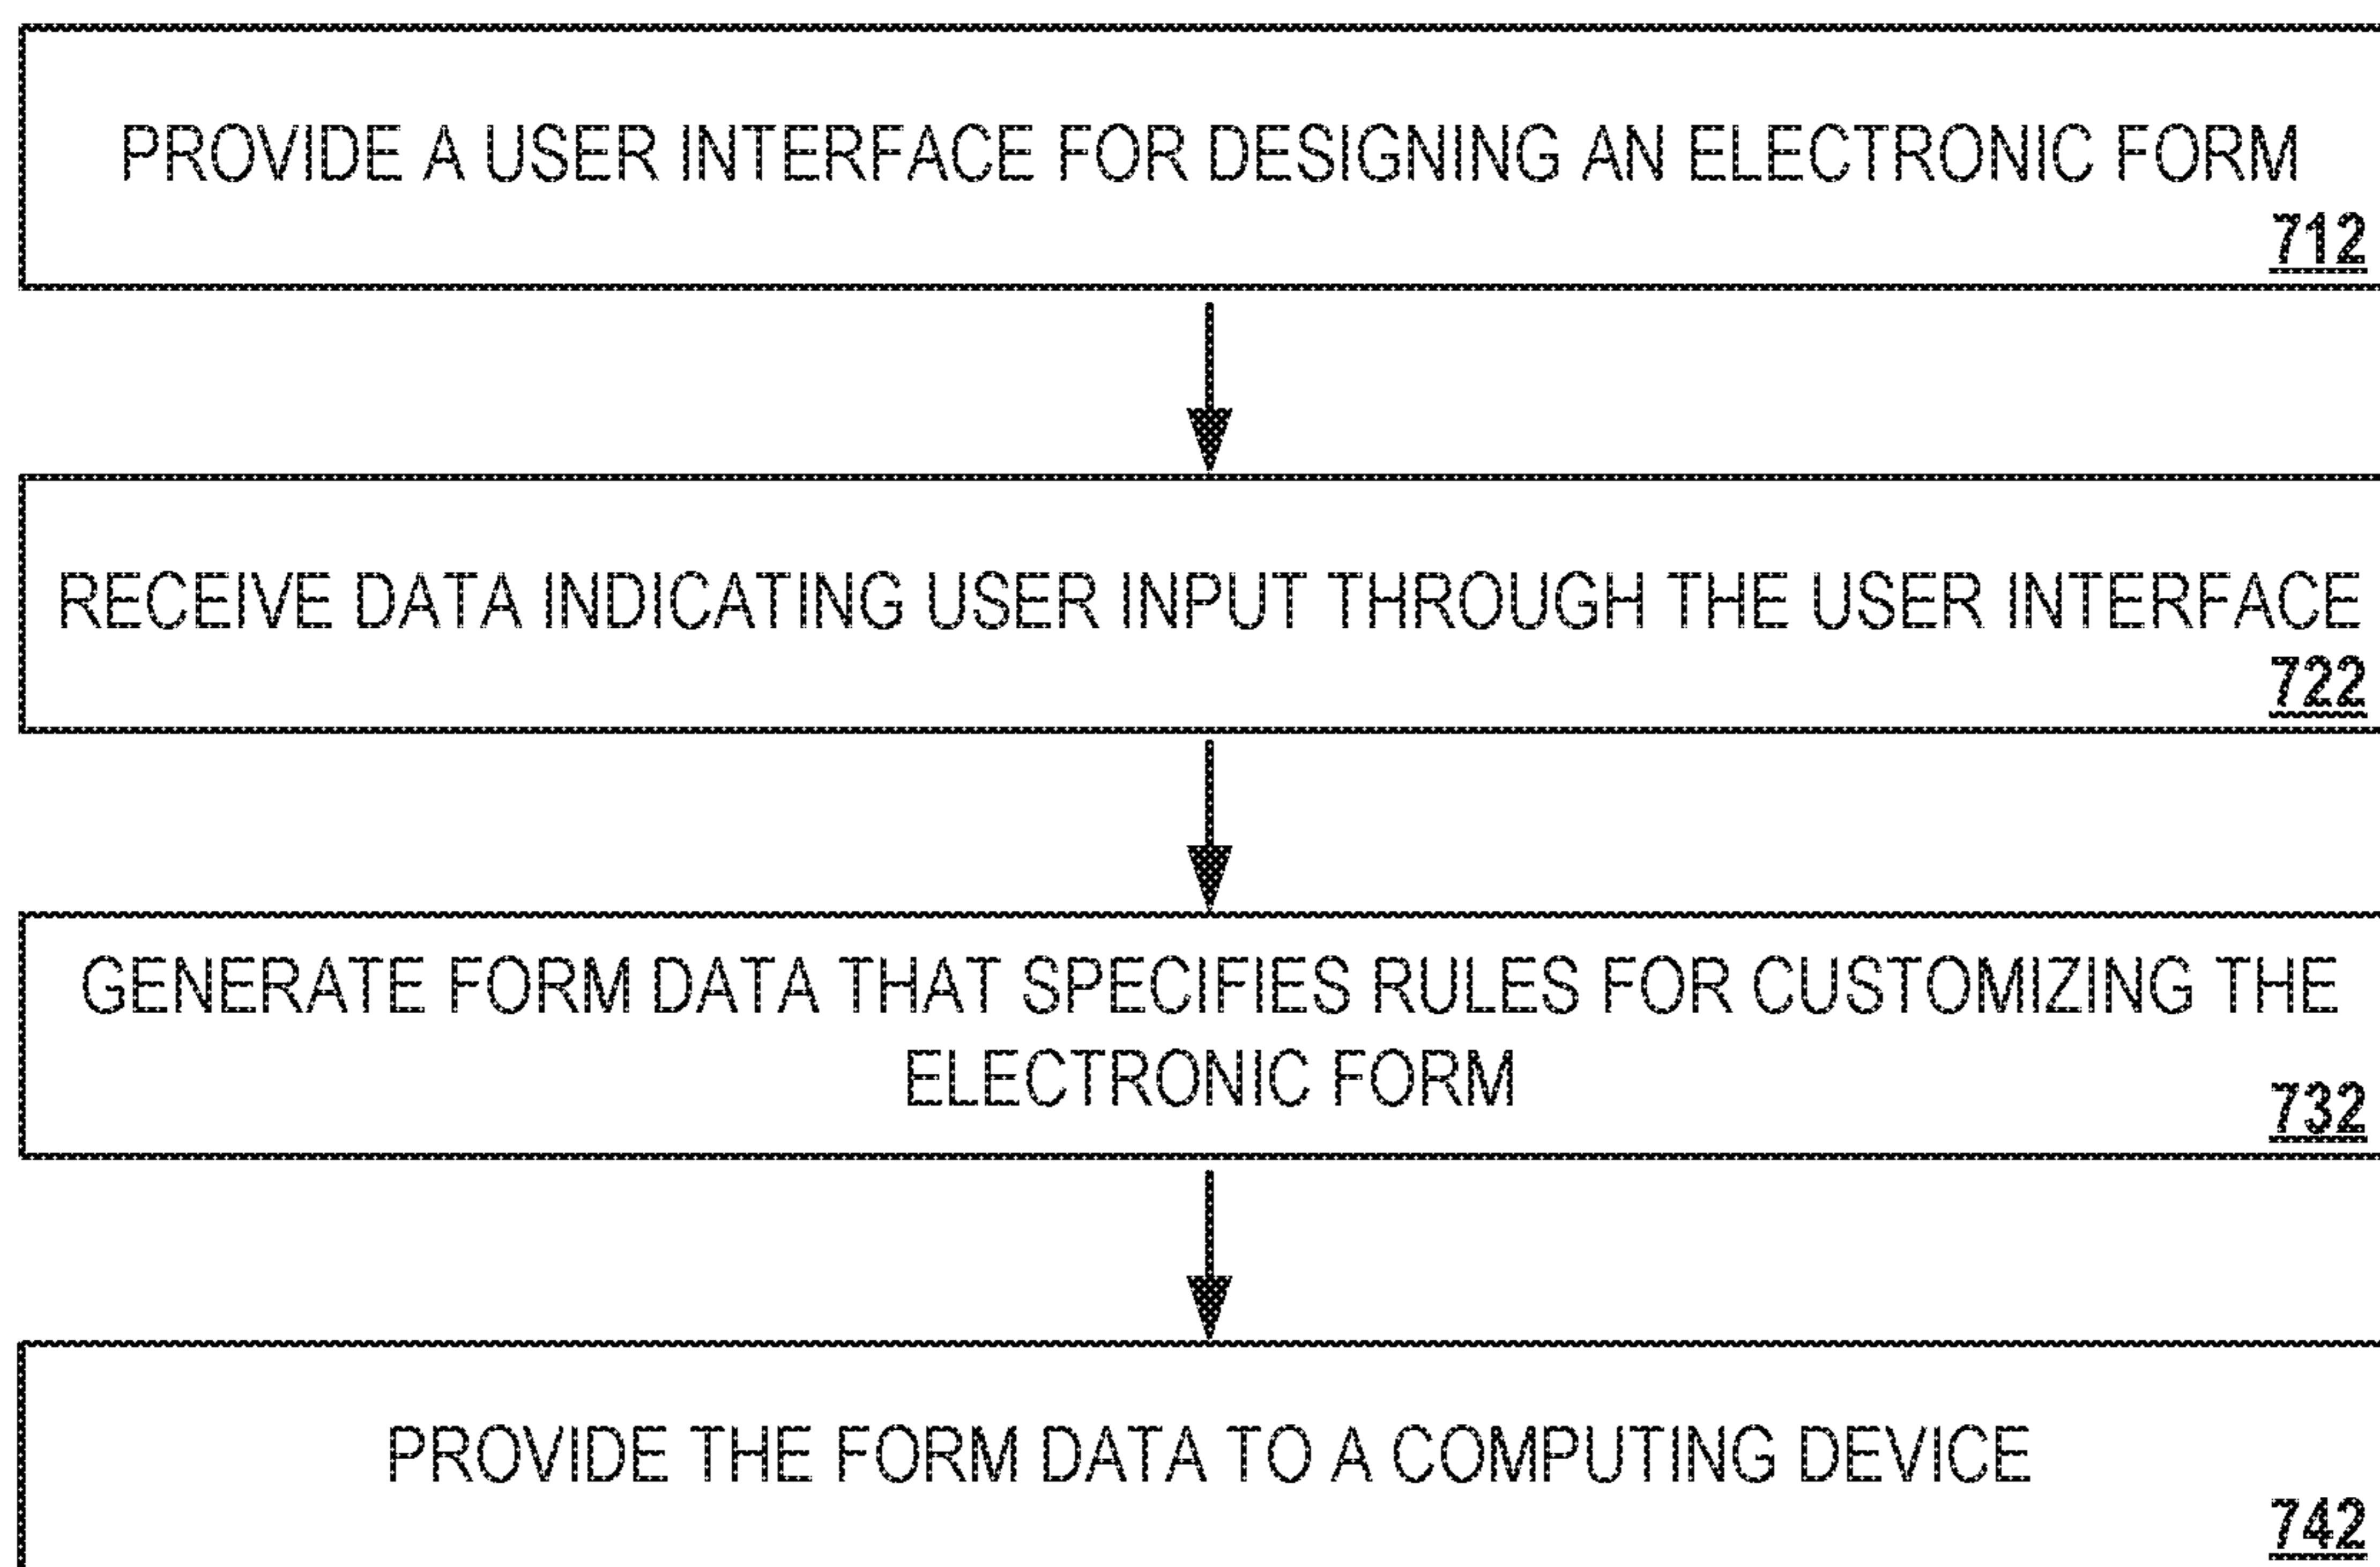 PROVIDE A USER INTERFACE FOR DESIGNING AN ELECTRONIC FORM
712
RECEIVE DATA INDICATING USER INPUT THROUGH THE USER INTERFACE
722
GENERATE FORM DATA THAT SPECIFIES RULES FOR CUSTOMIZING THE
ELECTRONIC FORM
732
PROVIDE THE FORM DATA TO A COMPUTING DEVICE
742